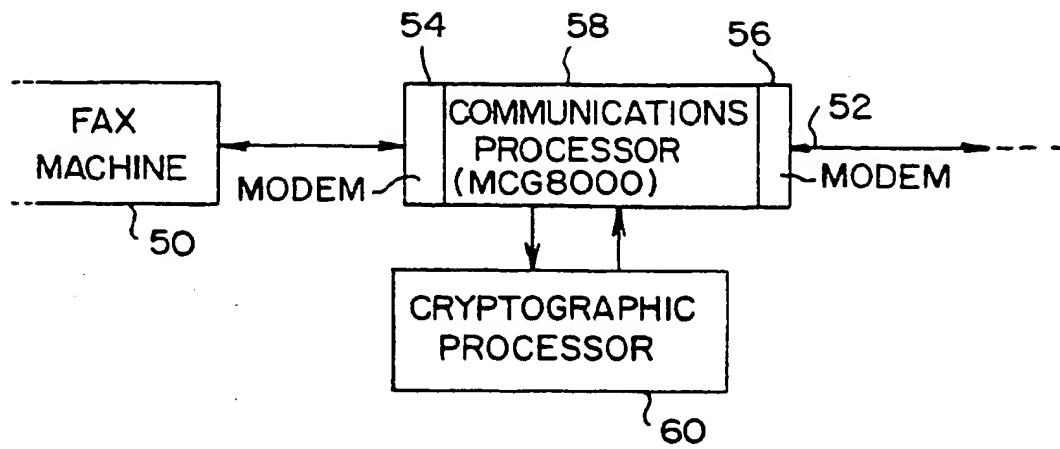 54
58
56
FAX
MACHINE
COMMUNICATIONS
PROCESSOR
(MCG8000)
52
MODEM
MODEM
50
CRYPTOGRAPHIC
PROCESSOR
60